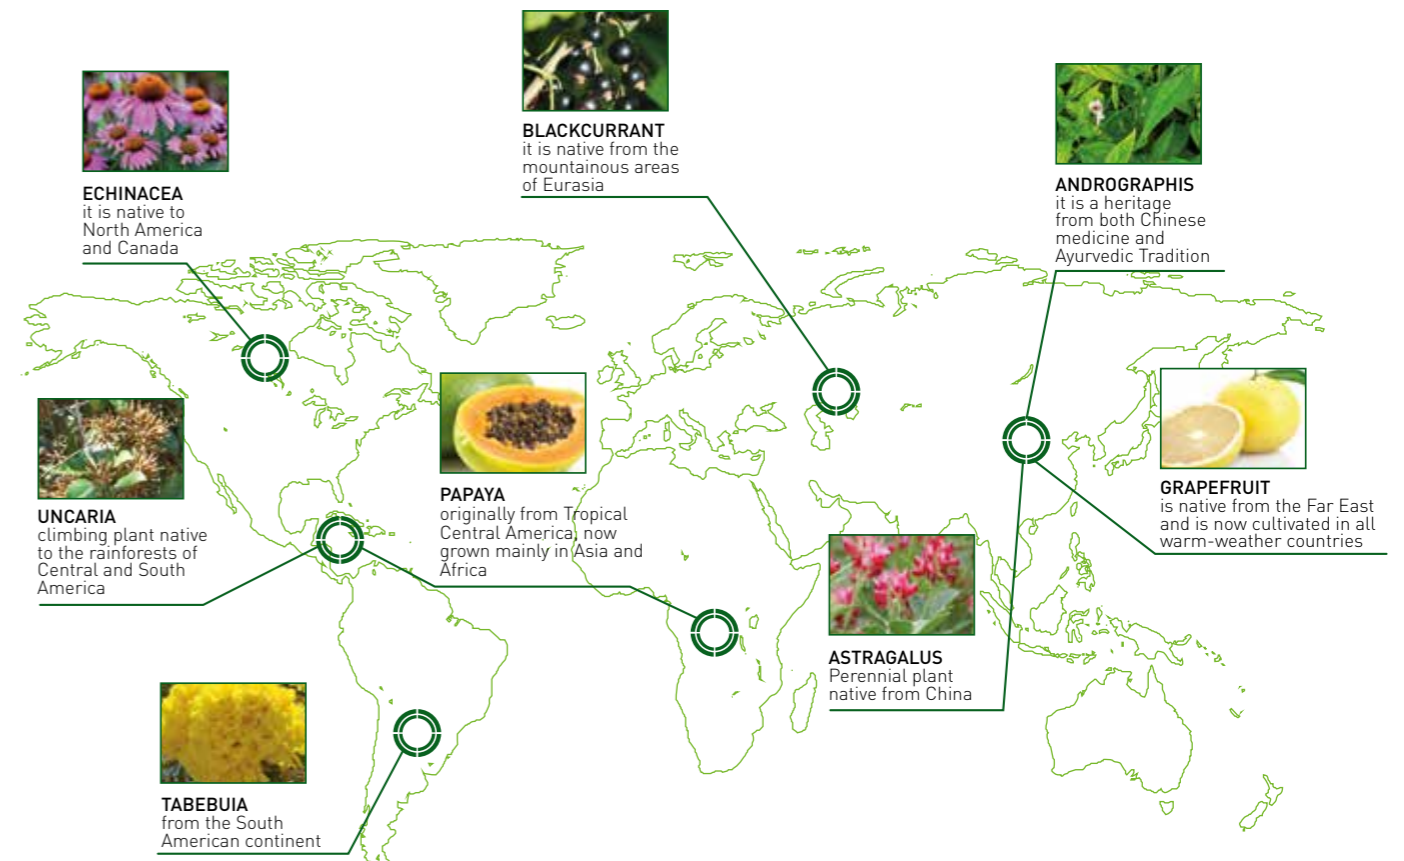 BLACKCURRANT
it is native from the
mountainous areas
of Eurasia
ECHINACEA
it is native to
North America
and Canada
ANDROGRAPHIS
it is a heritage
from both Chinese
medicine and
Ayurvedic Tradition
UNCARIA
climbing plant native
to the rainforests of
Central and South
America
PAPAYA
originally from Tropical
Central America, now
grown mainly in Asia and
Africa
GRAPEFRUIT
is native from the Far East
and is now cultivated in all
warm-weather countries
ASTRAGALUS
Perennial plant
native from China
TABEBUIA
from the South
American continent